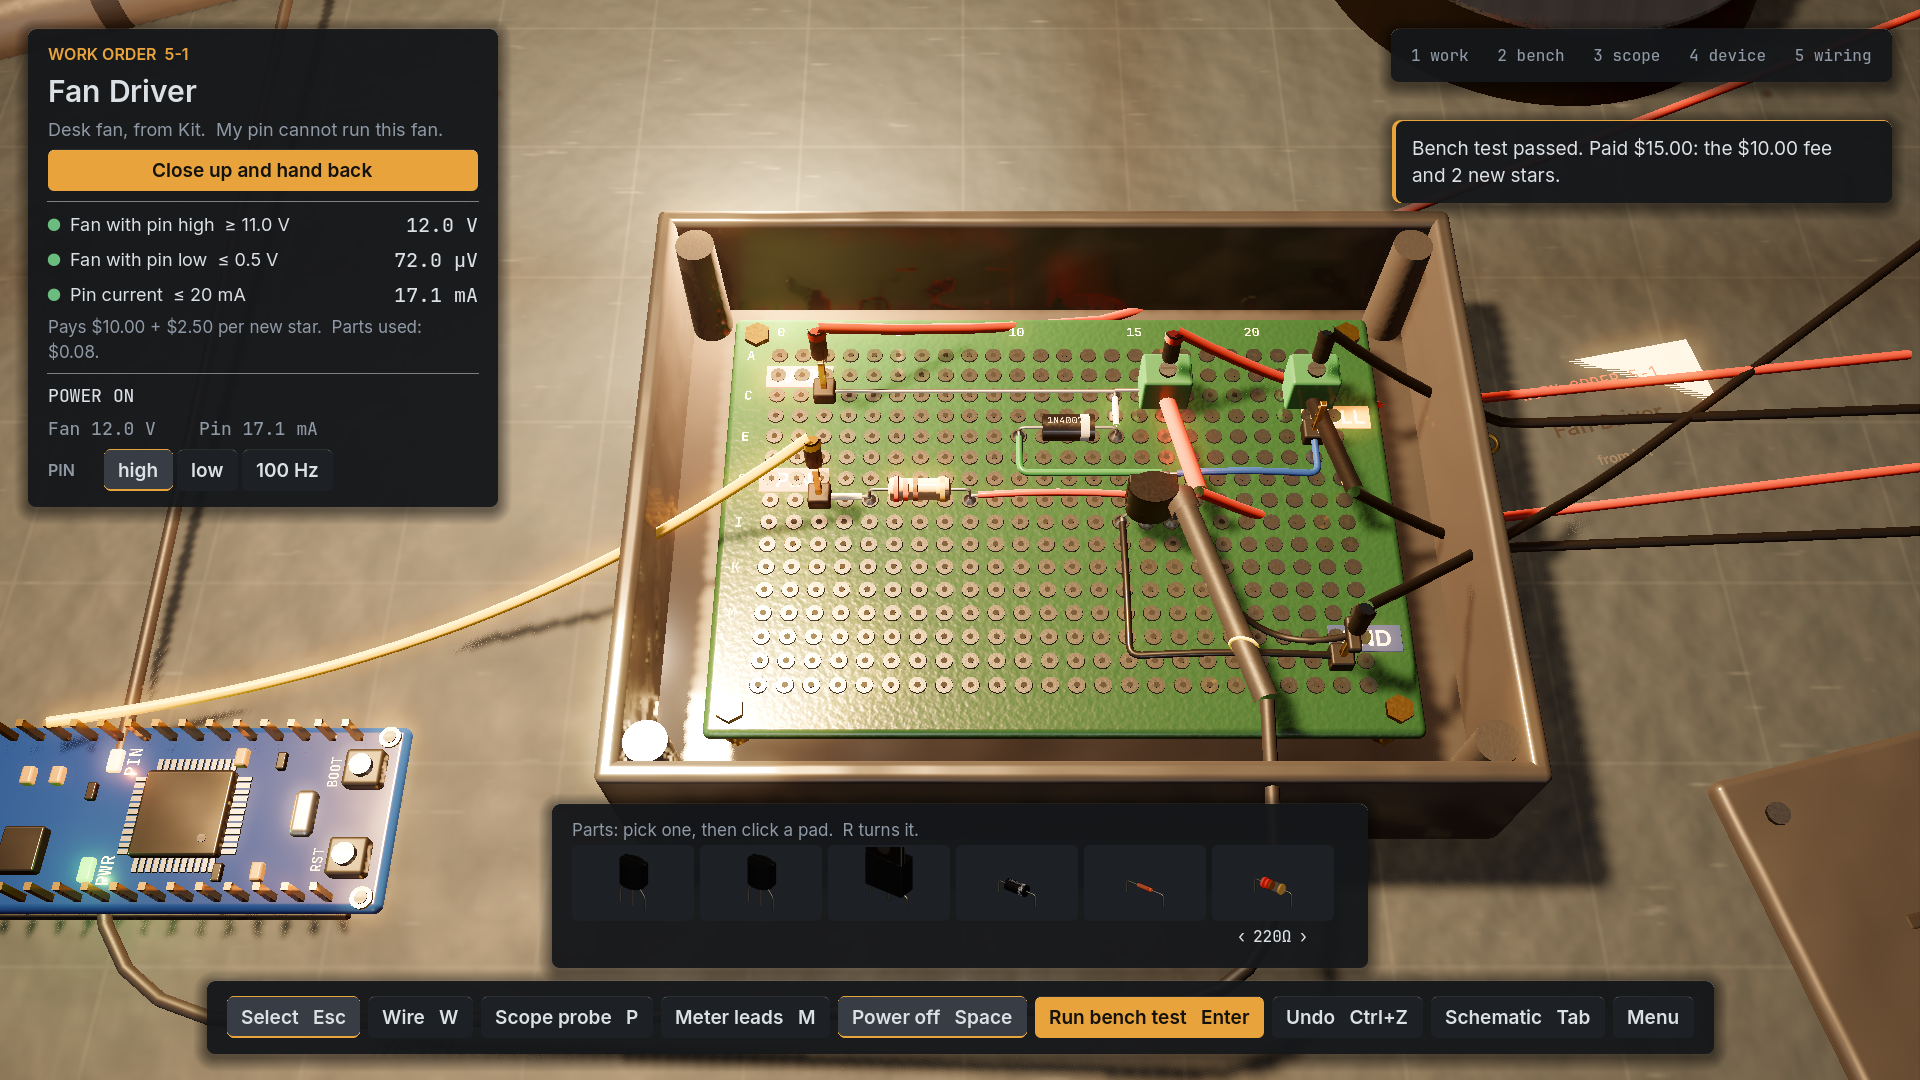 WORK ORDER 5-1
Fan Driver
Desk fan, from Kit. My pin cannot run this fan.
Close up and hand back
Fan with pin high ≥ 11.0 V 12.0 V
Fan with pin low ≤ 0.5 V 72.0 µV
Pin current ≤ 20 mA 17.1 mA
Pays $10.00 + $2.50 per new star. Parts used:
$0.08.
POWER ON
Fan 12.0 V Pin 17.1 mA
PIN high low 100 Hz
1 work 2 bench 3 scope 4 device 5 wiring
Bench test passed. Paid $15.00: the $10.00 fee
and 2 new stars.
0 10 15 20
A
C
E
I
K
1N400
Fan Driver
from
PIN
BOOT
RST
PWR
Parts: pick one, then click a pad. R turns it.
‹ 220Ω ›
Select Esc
Wire W
Scope probe P
Meter leads M
Power off Space
Run bench test Enter
Undo Ctrl+Z
Schematic Tab
Menu